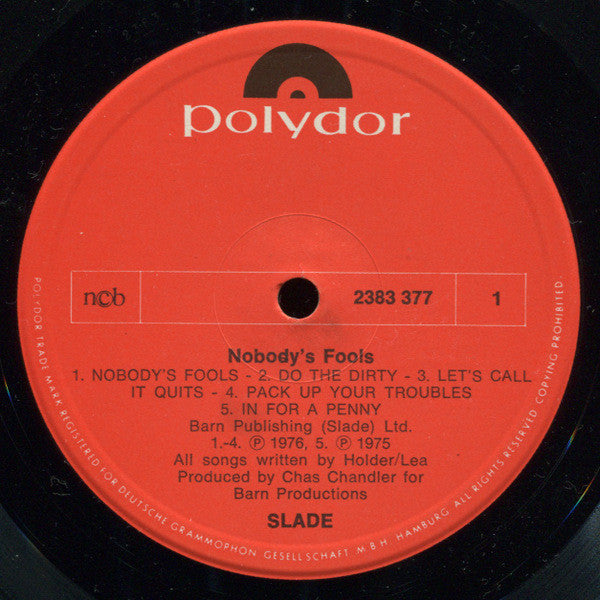 polydor
ncb
2383 377
1
Nobody's Fools
1. NOBODY'S FOOLS - 2. DO THE DIRTY - 3. LET'S CALL
IT QUITS - 4. PACK UP YOUR TROUBLES
5. IN FOR A PENNY
Barn Publishing (Slade) Ltd.
1.-4. ℗ 1976, 5. ℗ 1975
All songs written by Holder/Lea
Produced by Chas Chandler for
Barn Productions
SLADE
POLYDOR TRADE MARK REGISTERED FOR DEUTSCHE GRAMMOPHON GESELLSCHAFT M·B·H· HAMBURG ALL RIGHTS RESERVED COPYING PROHIBITED.